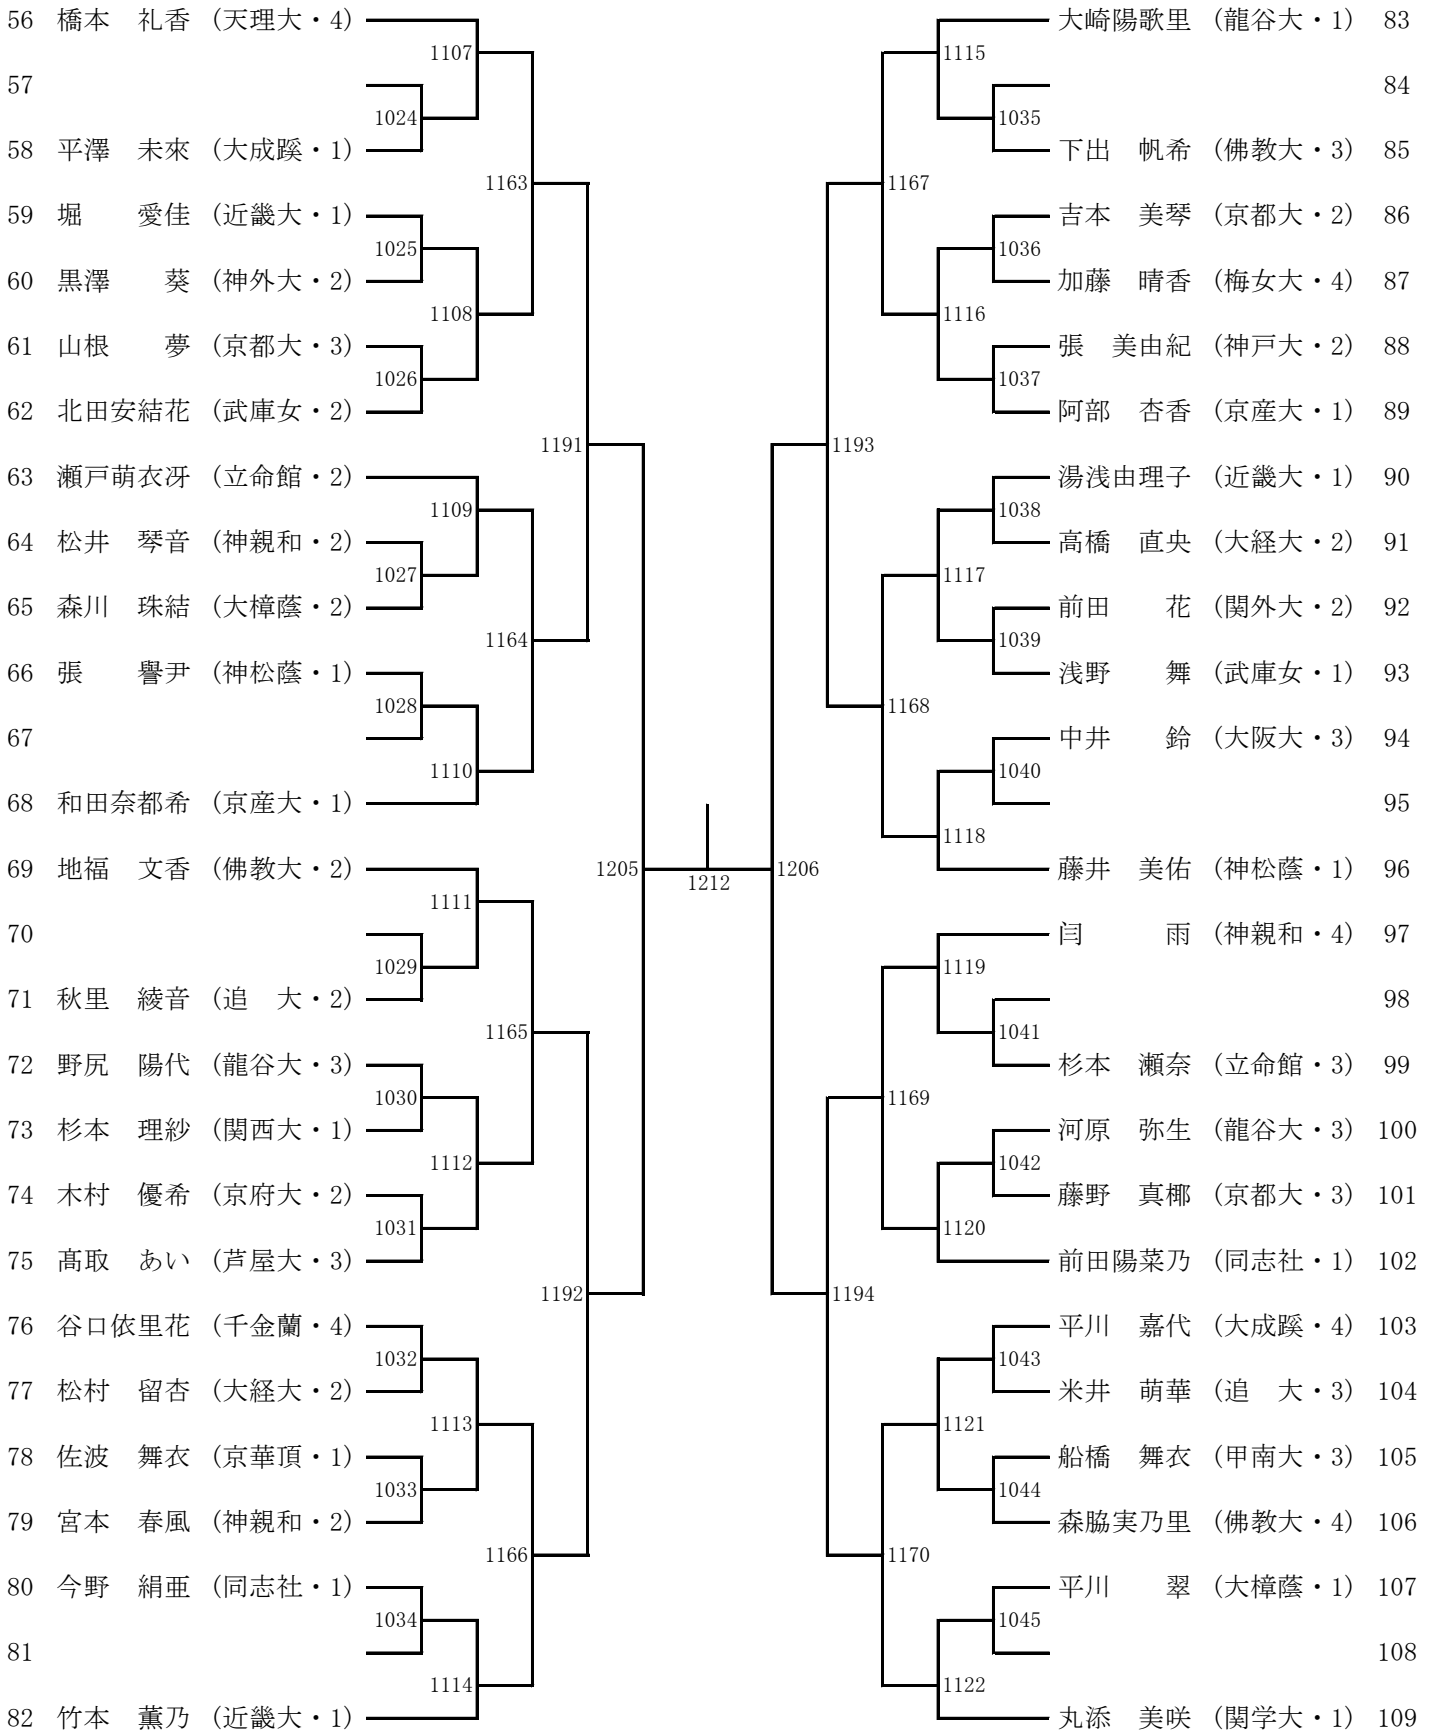 56 橋本 礼香 (天理大・4)
1107
57
1024
58 平澤 未來 (大成蹊・1)
1163
59 堀 愛佳 (近畿大・1)
1025
60 黒澤 葵 (神外大・2)
1108
61 山根 夢 (京都大・3)
1026
62 北田安結花 (武庫女・2)
1191
63 瀬戸萌衣冴 (立命館・2)
1109
64 松井 琴音 (神親和・2)
1027
65 森川 珠結 (大樟蔭・2)
1164
66 張 譽尹 (神松蔭・1)
1028
67
1110
68 和田奈都希 (京産大・1)
69 地福 文香 (佛教大・2)
1205
1111
70
1029
71 秋里 綾音 (追 大・2)
1165
72 野尻 陽代 (龍谷大・3)
1030
73 杉本 理紗 (関西大・1)
1112
74 木村 優希 (京府大・2)
1031
75 髙取 あい (芦屋大・3)
1192
76 谷口依里花 (千金蘭・4)
1032
77 松村 留杏 (大経大・2)
1113
78 佐波 舞衣 (京華頂・1)
1033
79 宮本 春風 (神親和・2)
1166
80 今野 絹亜 (同志社・1)
1034
81
1114
82 竹本 薫乃 (近畿大・1)
1212
大崎陽歌里 (龍谷大・1) 83
1115
84
1035
下出 帆希 (佛教大・3) 85
1167
吉本 美琴 (京都大・2) 86
1036
加藤 晴香 (梅女大・4) 87
1116
張 美由紀 (神戸大・2) 88
1037
阿部 杏香 (京産大・1) 89
1193
湯浅由理子 (近畿大・1) 90
1038
高橋 直央 (大経大・2) 91
1117
前田 花 (関外大・2) 92
1039
浅野 舞 (武庫女・1) 93
1168
中井 鈴 (大阪大・3) 94
1040
95
1118
藤井 美佑 (神松蔭・1) 96
1206
闫 雨 (神親和・4) 97
1119
98
1041
杉本 瀬奈 (立命館・3) 99
1169
河原 弥生 (龍谷大・3) 100
1042
藤野 真椰 (京都大・3) 101
1120
前田陽菜乃 (同志社・1) 102
1194
平川 嘉代 (大成蹊・4) 103
1043
米井 萌華 (追 大・3) 104
1121
船橋 舞衣 (甲南大・3) 105
1044
森脇実乃里 (佛教大・4) 106
1170
平川 翠 (大樟蔭・1) 107
1045
108
1122
丸添 美咲 (関学大・1) 109